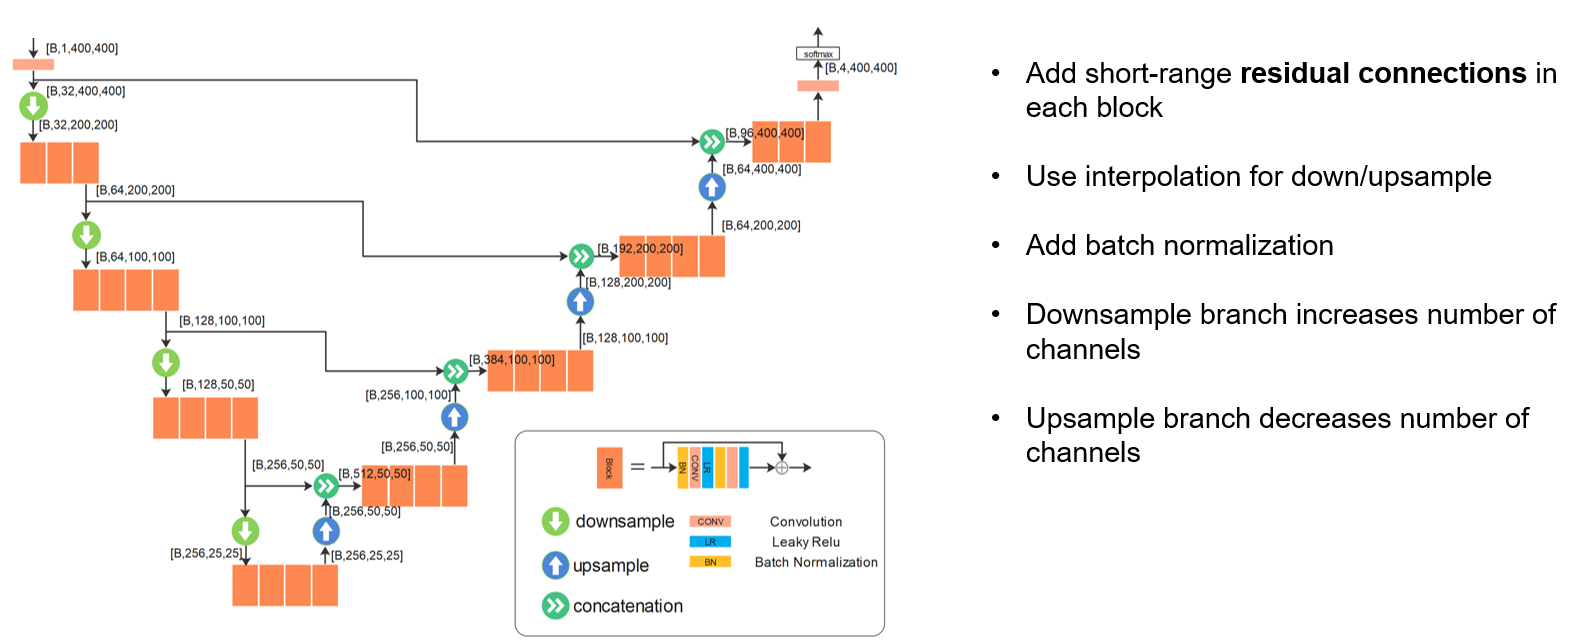 [B,1,400,400]
[B,32,400,400]
[B,32,200,200]
[B,64,200,200]
[B,64,100,100]
[B,128,100,100]
[B,128,50,50]
[B,256,50,50]
[B,256,25,25]
[B,256,25,25]
[B,256,50,50]
[B,512,50,50]
[B,256,50,50]
[B,256,100,100]
[B,384,100,100]
[B,128,100,100]
[B,128,200,200]
[B,192,200,200]
[B,64,200,200]
[B,64,400,400]
[B,96,400,400]
[B,4,400,400]
softmax
Block
=
BN
CONV
LR
downsample
upsample
concatenation
CONV Convolution
LR Leaky Relu
BN Batch Normalization
• Add short-range residual connections in
each block
• Use interpolation for down/upsample
• Add batch normalization
• Downsample branch increases number of
channels
• Upsample branch decreases number of
channels